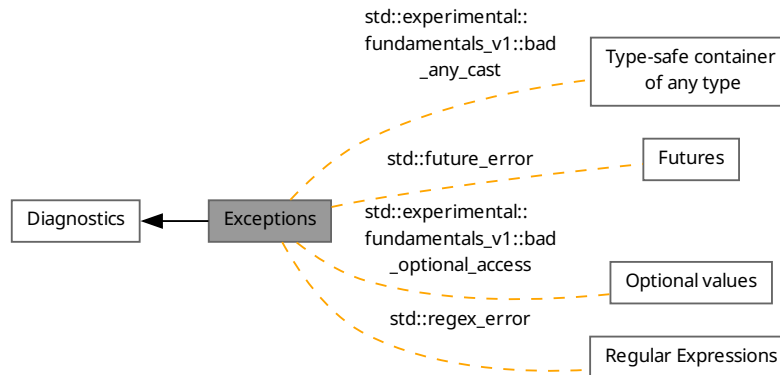 std::experimental::
fundamentals_v1::bad
_any_cast
Type-safe container
of any type
std::future_error
Futures
Diagnostics
Exceptions
std::experimental::
fundamentals_v1::bad
_optional_access
Optional values
std::regex_error
Regular Expressions